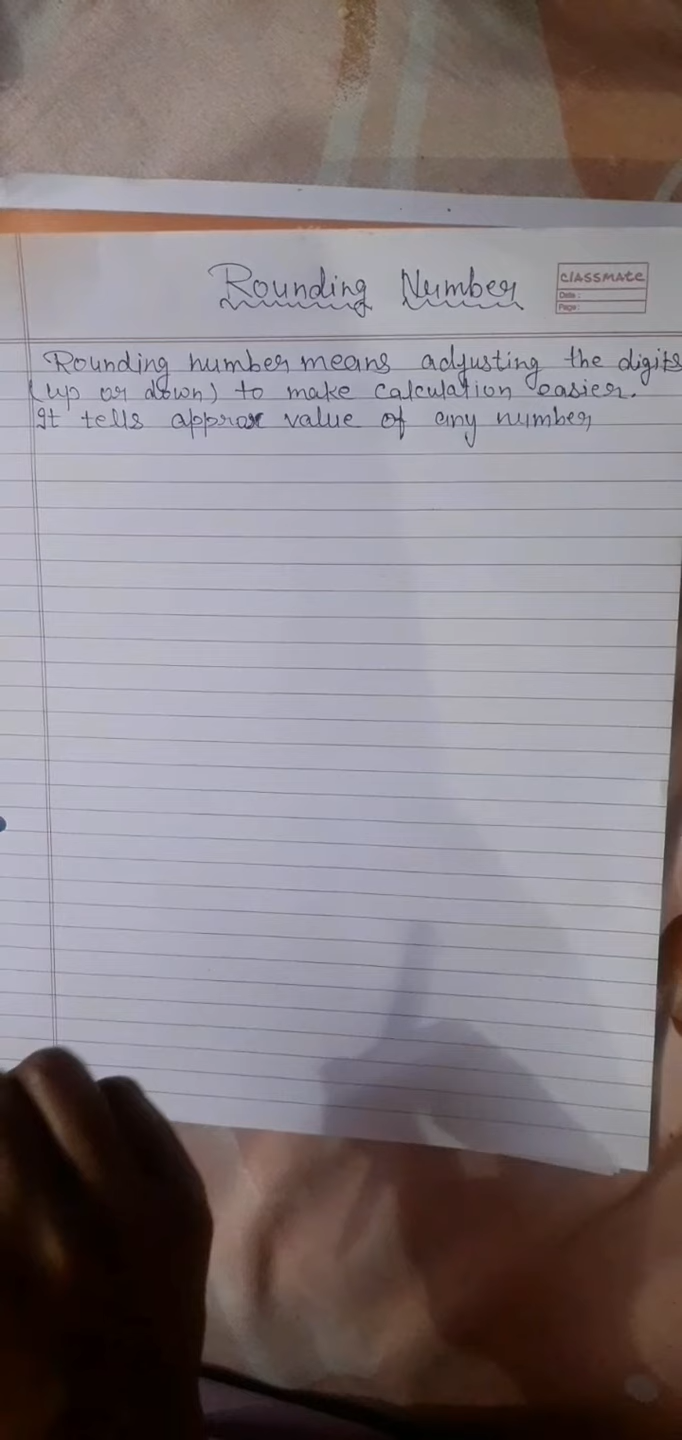 Rounding Number
CLASSMATE
Date :
Page :
Rounding number means adjusting the digits
(up or down) to make calculation easier.
It tells approx value of any number